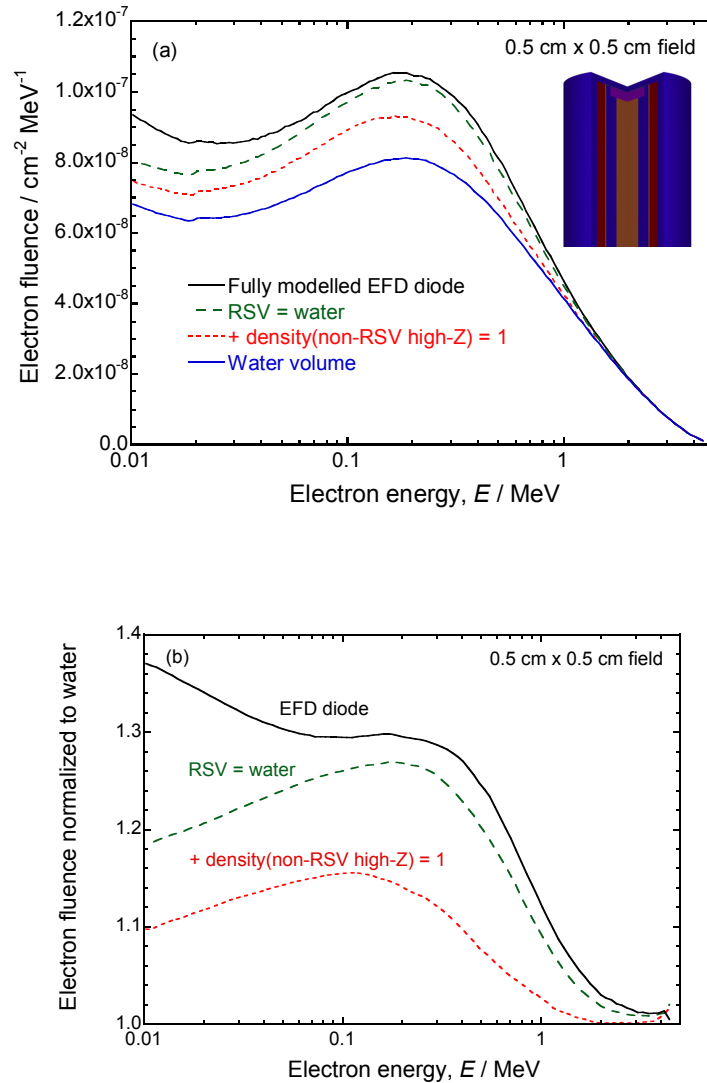 (a)
0.5 cm x 0.5 cm field
1.2x10⁻⁷
1.0x10⁻⁷
8.0x10⁻⁸
6.0x10⁻⁸
4.0x10⁻⁸
2.0x10⁻⁸
0.0
Electron fluence / cm⁻² MeV⁻¹
Fully modelled EFD diode
RSV = water
+ density(non-RSV high-Z) = 1
Water volume
0.01 0.1 1
Electron energy, E / MeV
(b)
0.5 cm x 0.5 cm field
1.4
1.3
1.2
1.1
1.0
Electron fluence normalized to water
EFD diode
RSV = water
+ density(non-RSV high-Z) = 1
0.01 0.1 1
Electron energy, E / MeV